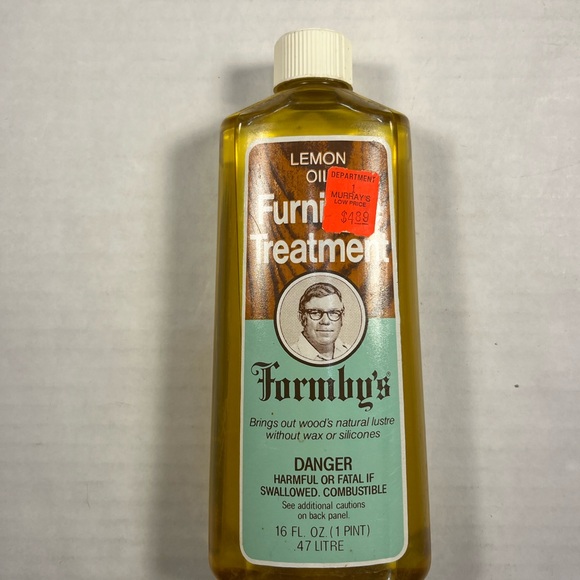 LEMON
OIL
DEPARTMENT
1
MURRAY'S
LOW PRICE
$4.89
Treatment
Formby's
Brings out wood's natural lustre
without wax or silicones
DANGER
HARMFUL OR FATAL IF
SWALLOWED. COMBUSTIBLE
See additional cautions
on back panel.
16 FL. OZ. (1 PINT)
.47 LITRE